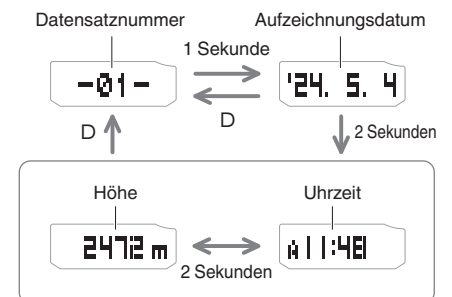 Datensatznummer
Aufzeichnungsdatum
1 Sekunde
-01-
'24. 5. 4
D
D
2 Sekunden
Höhe
Uhrzeit
2472 m
A11:48
2 Sekunden